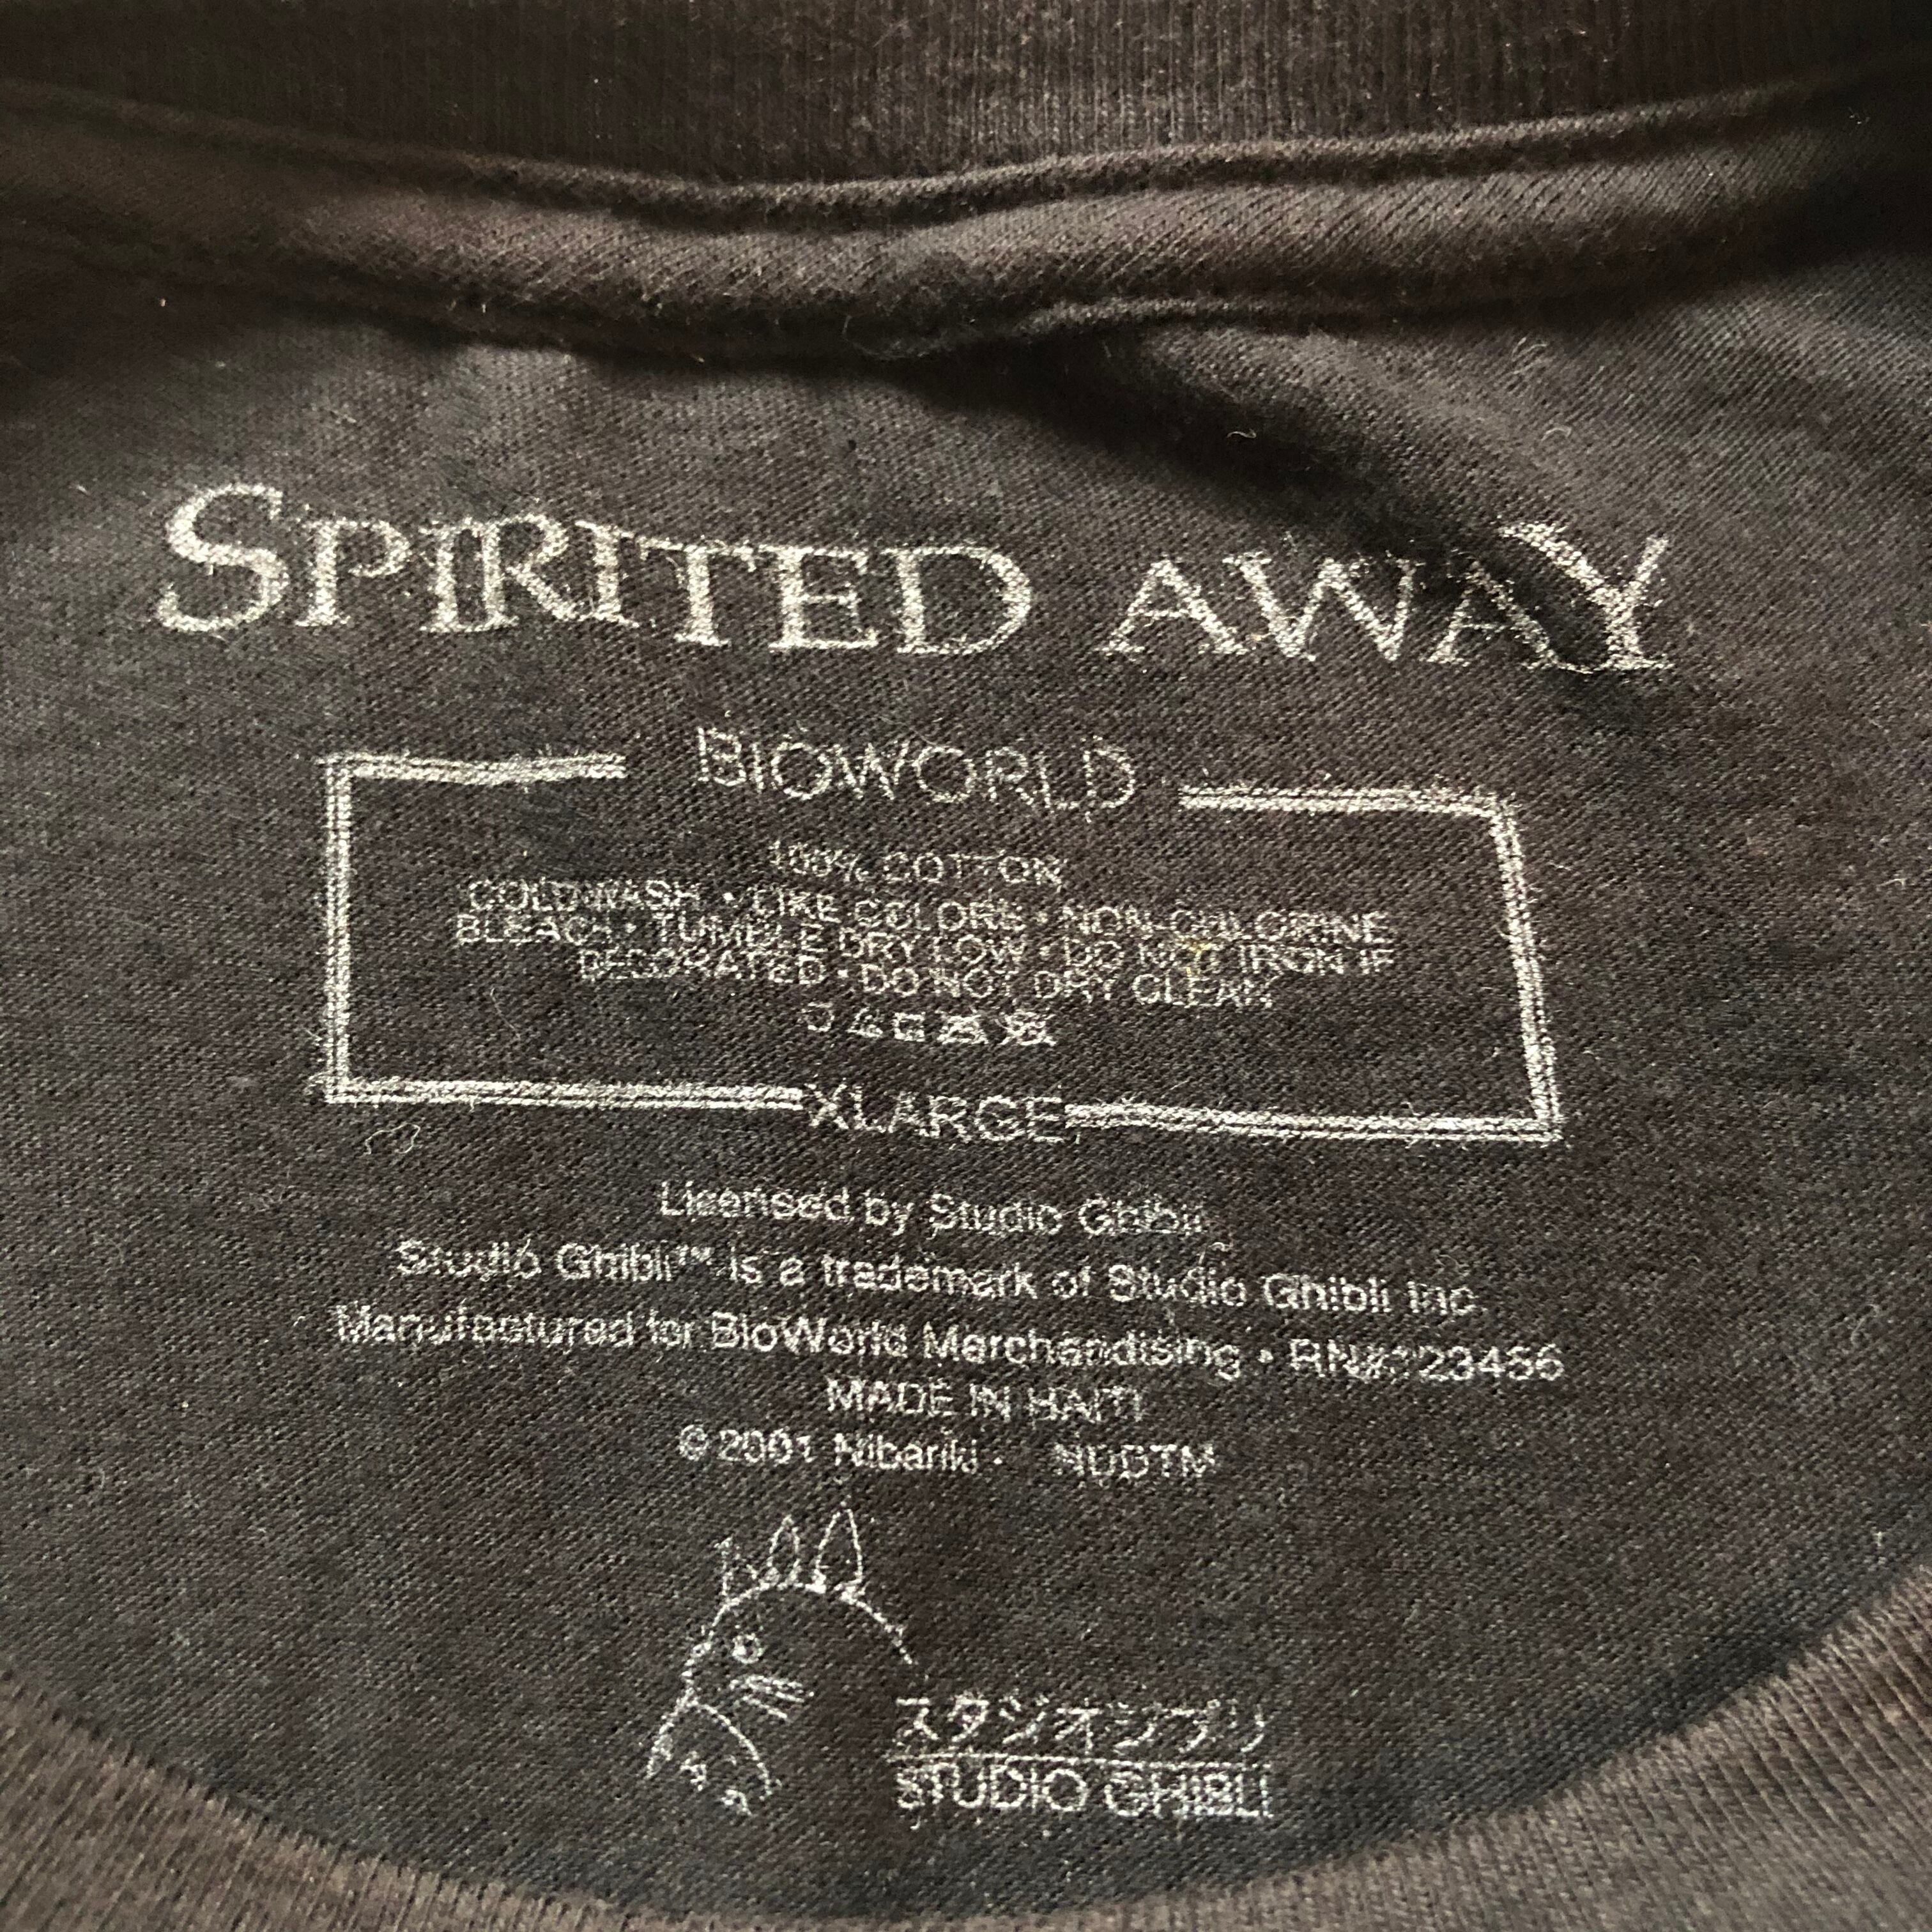 SPIRITED AWAY
BIOWORLD
100% COTTON
COLD WASH • LIKE COLORS • NON-CHLORINE
BLEACH • TUMBLE DRY LOW • DO NOT IRON IF
DECORATED • DO NOT DRY CLEAN
XLARGE
Licensed by Studio Ghibli
Studio Ghibli™ is a trademark of Studio Ghibli Inc.
Manufactured for BioWorld Merchandising • RN#123456
MADE IN HAITI
© 2001 Nibariki • NDDTM
スタジオジブリ
STUDIO GHIBLI